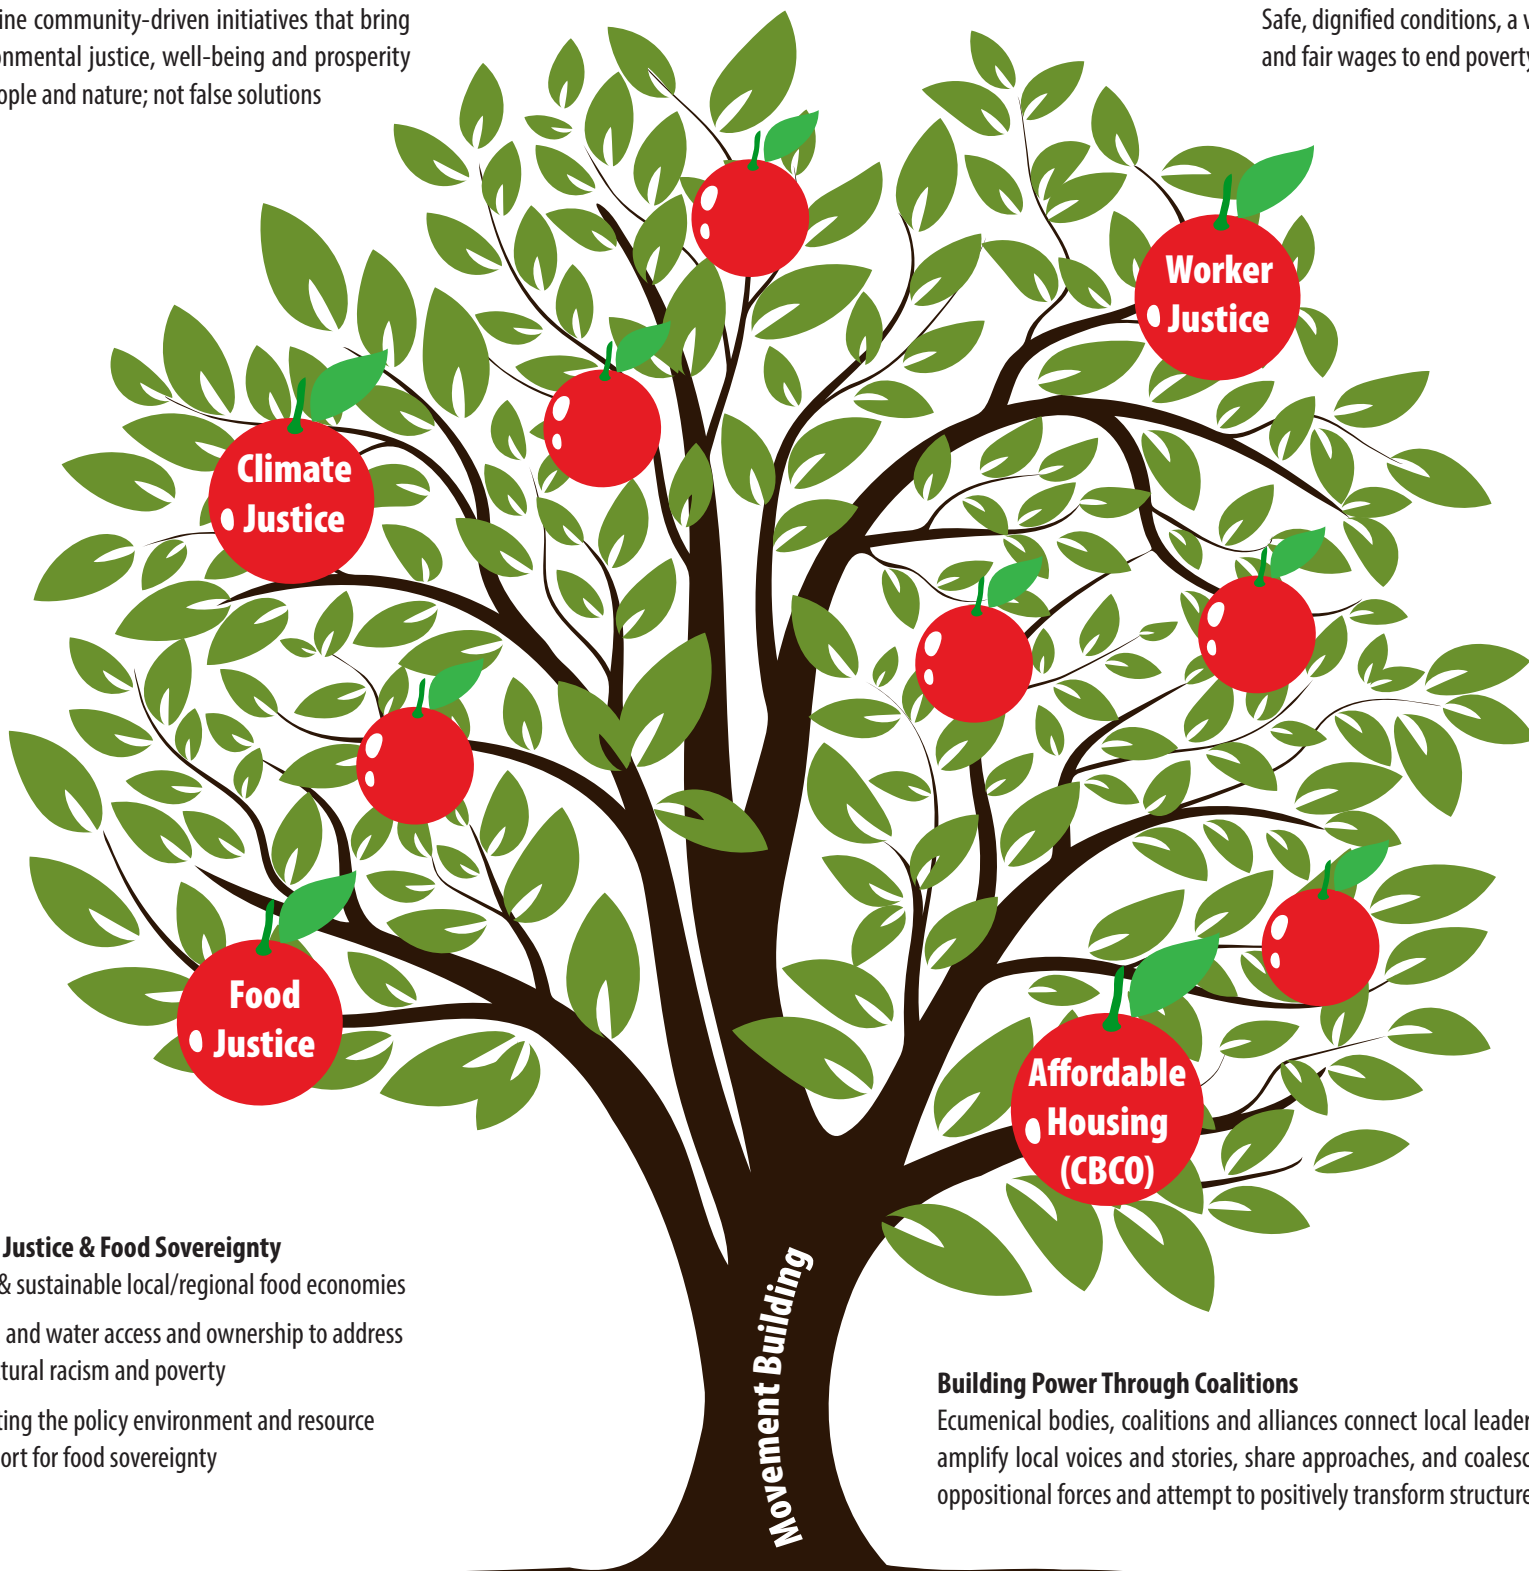 ine community-driven initiatives that bring
onmental justice, well-being and prosperity
ople and nature; not false solutions
Safe, dignified conditions, a v
and fair wages to end poverty
Worker
Justice
Climate
Justice
Food
Justice
Affordable
Housing
(CBCO)
Justice & Food Sovereignty
& sustainable local/regional food economies
and water access and ownership to address
ctural racism and poverty
ting the policy environment and resource
ort for food sovereignty
Movement Building
Building Power Through Coalitions
Ecumenical bodies, coalitions and alliances connect local leader
amplify local voices and stories, share approaches, and coalesc
oppositional forces and attempt to positively transform structure